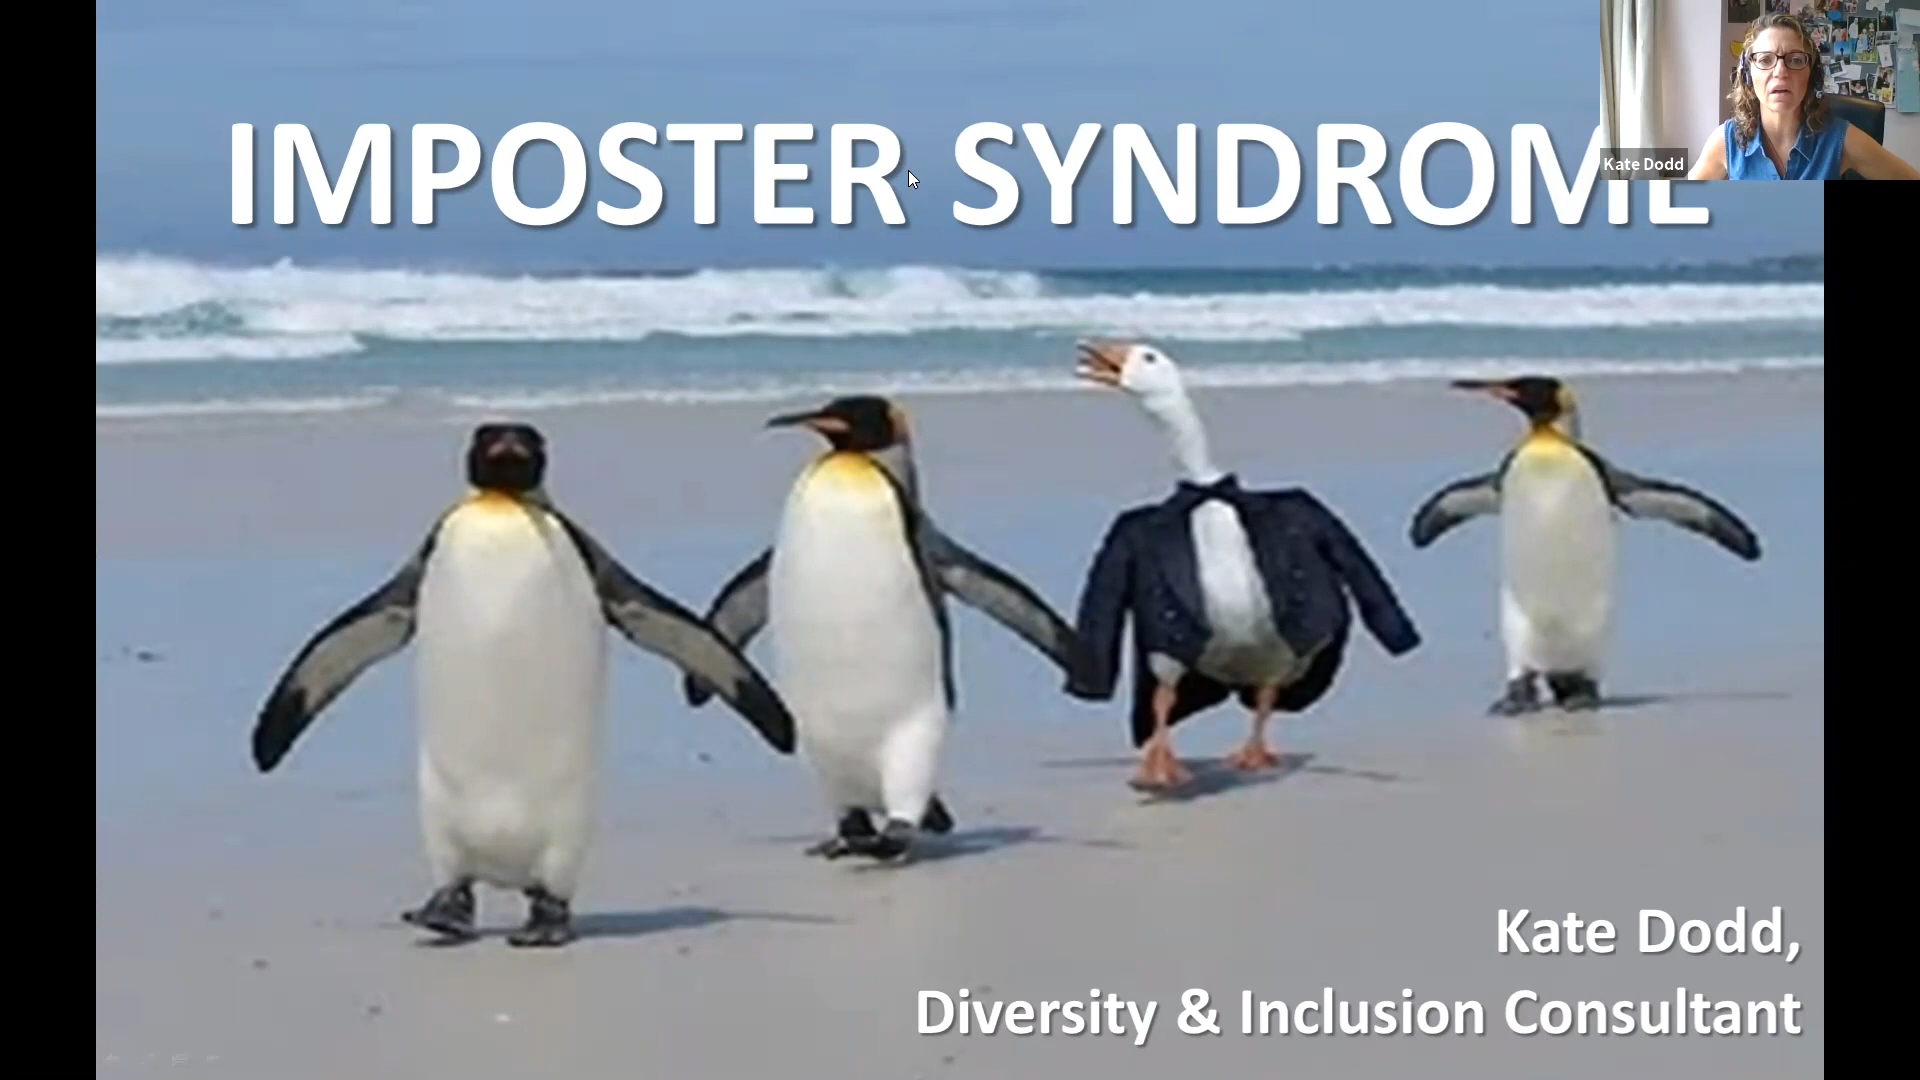 IMPOSTER SYNDROME
Kate Dodd
Kate Dodd,
Diversity & Inclusion Consultant